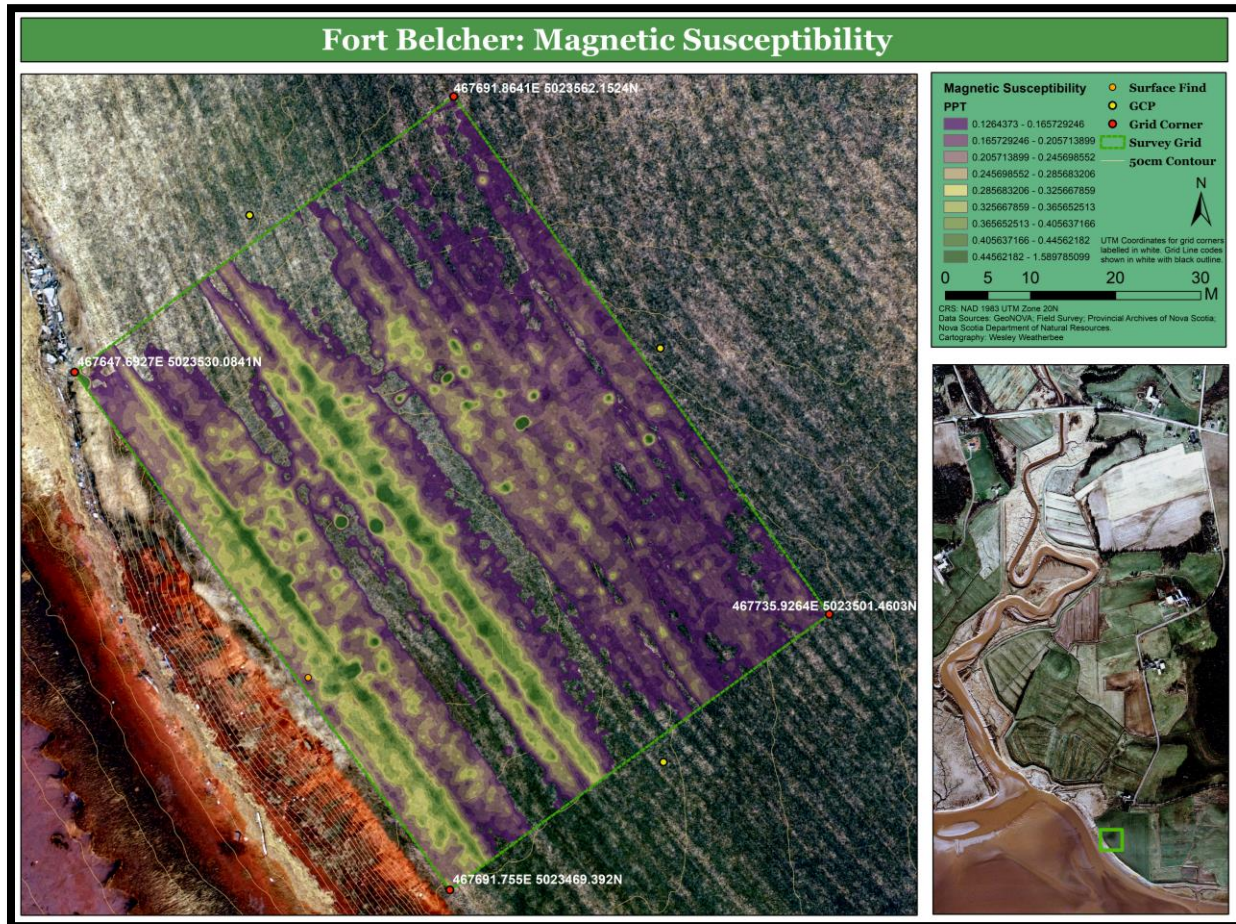 Fort Belcher: Magnetic Susceptibility
467691.8641E 5023562.1524N
467647.6927E 5023530.0841N
467735.9264E 5023501.4603N
467691.755E 5023469.392N
Magnetic Susceptibility
PPT
0.1264373 - 0.165729246
0.165729246 - 0.205713899
0.205713899 - 0.245698552
0.245698552 - 0.285683206
0.285683206 - 0.325667859
0.325667859 - 0.365652513
0.365652513 - 0.405637166
0.405637166 - 0.44562182
0.44562182 - 1.589785099
Surface Find
GCP
Grid Corner
Survey Grid
50cm Contour
N
UTM Coordinates for grid corners
labelled in white. Grid Line codes
shown in white with black outline.
0 5 10 20 30
M
CRS: NAD 1983 UTM Zone 20N
Data Sources: GeoNOVA; Field Survey; Provincial Archives of Nova Scotia;
Nova Scotia Department of Natural Resources.
Cartography: Wesley Weatherbee